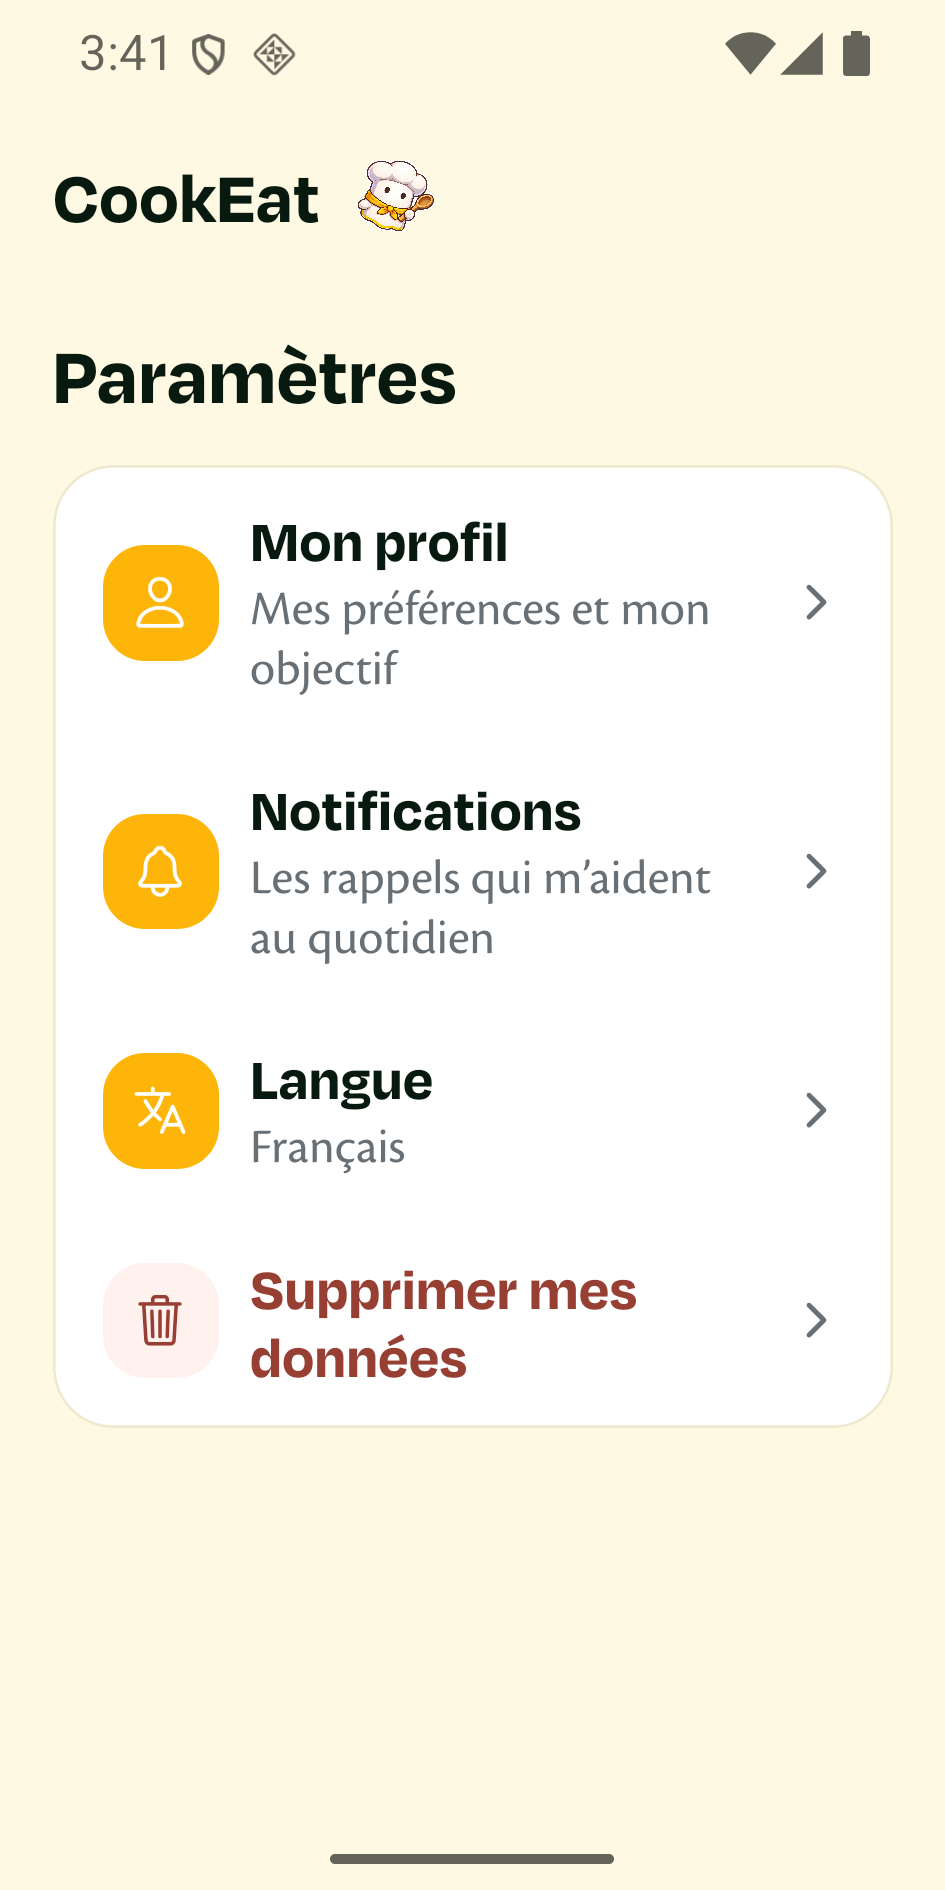 3:41
CookEat
Paramètres
Mon profil
Mes préférences et mon
objectif
Notifications
Les rappels qui m’aident
au quotidien
Langue
Français
Supprimer mes
données